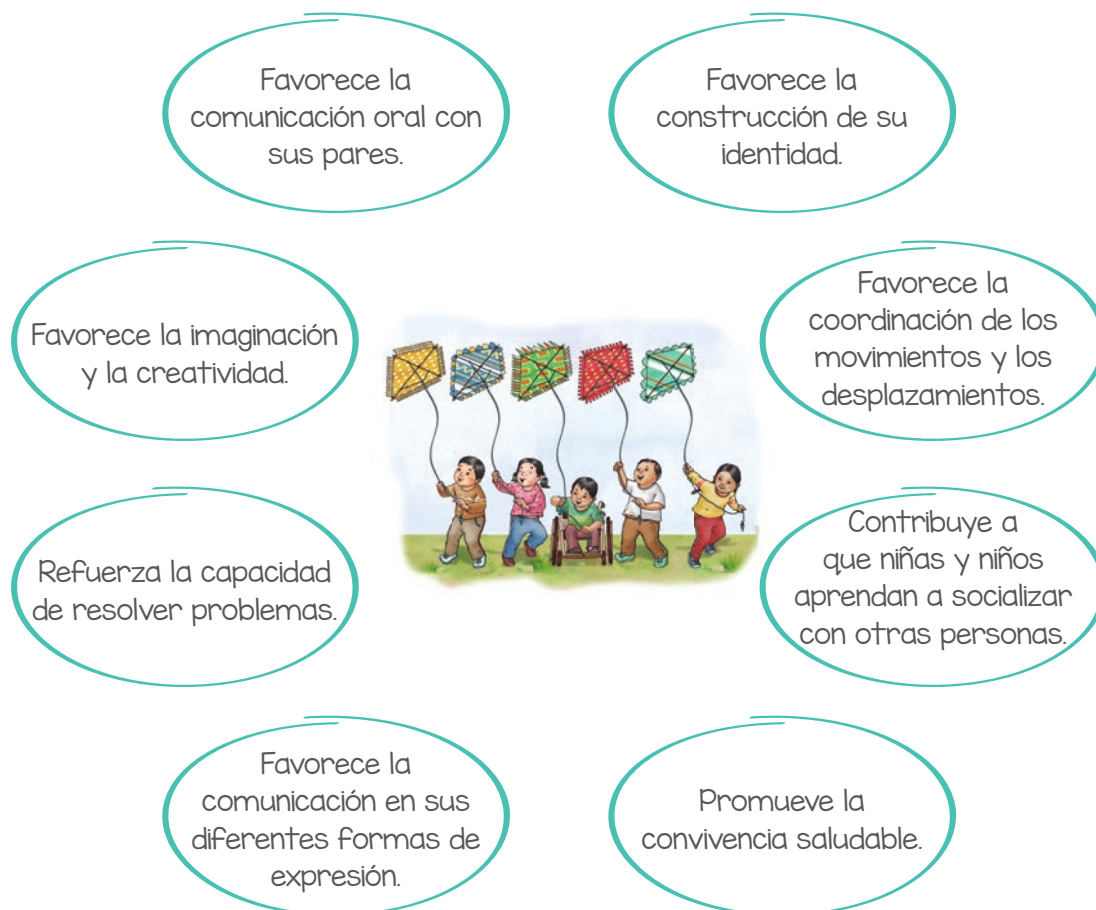 Favorece la
comunicación oral con
sus pares.
Favorece la
construcción de su
identidad.
Favorece la imaginación
y la creatividad.
Favorece la
coordinación de los
movimientos y los
desplazamientos.
Refuerza la capacidad
de resolver problemas.
Contribuye a
que niñas y niños
aprendan a socializar
con otras personas.
Favorece la
comunicación en sus
diferentes formas de
expresión.
Promueve la
convivencia saludable.